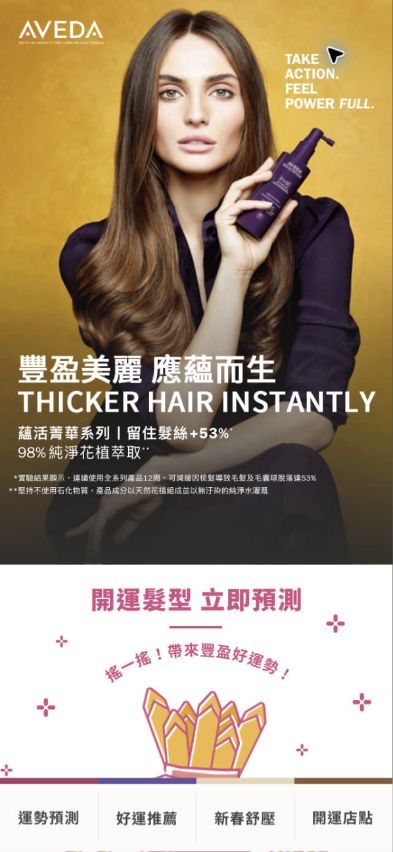 AVEDA
TAKE
ACTION.
FEEL
POWER FULL.
AVEDA
豐盈美麗 應蘊而生
THICKER HAIR INSTANTLY
蘊活菁華系列 | 留住髮絲+53%*
98% 純淨花植萃取**
*實驗結果顯示，連續使用全系列產品12周，可減緩因梳髮導致毛髮及毛囊球脫落達53%
**堅持不使用石化物質，產品成分以天然花植組成並以無汙染的純淨水灌溉
開運髮型 立即預測
搖一搖！帶來豐盈好運勢！
運勢預測
好運推薦
新春舒壓
開運店點